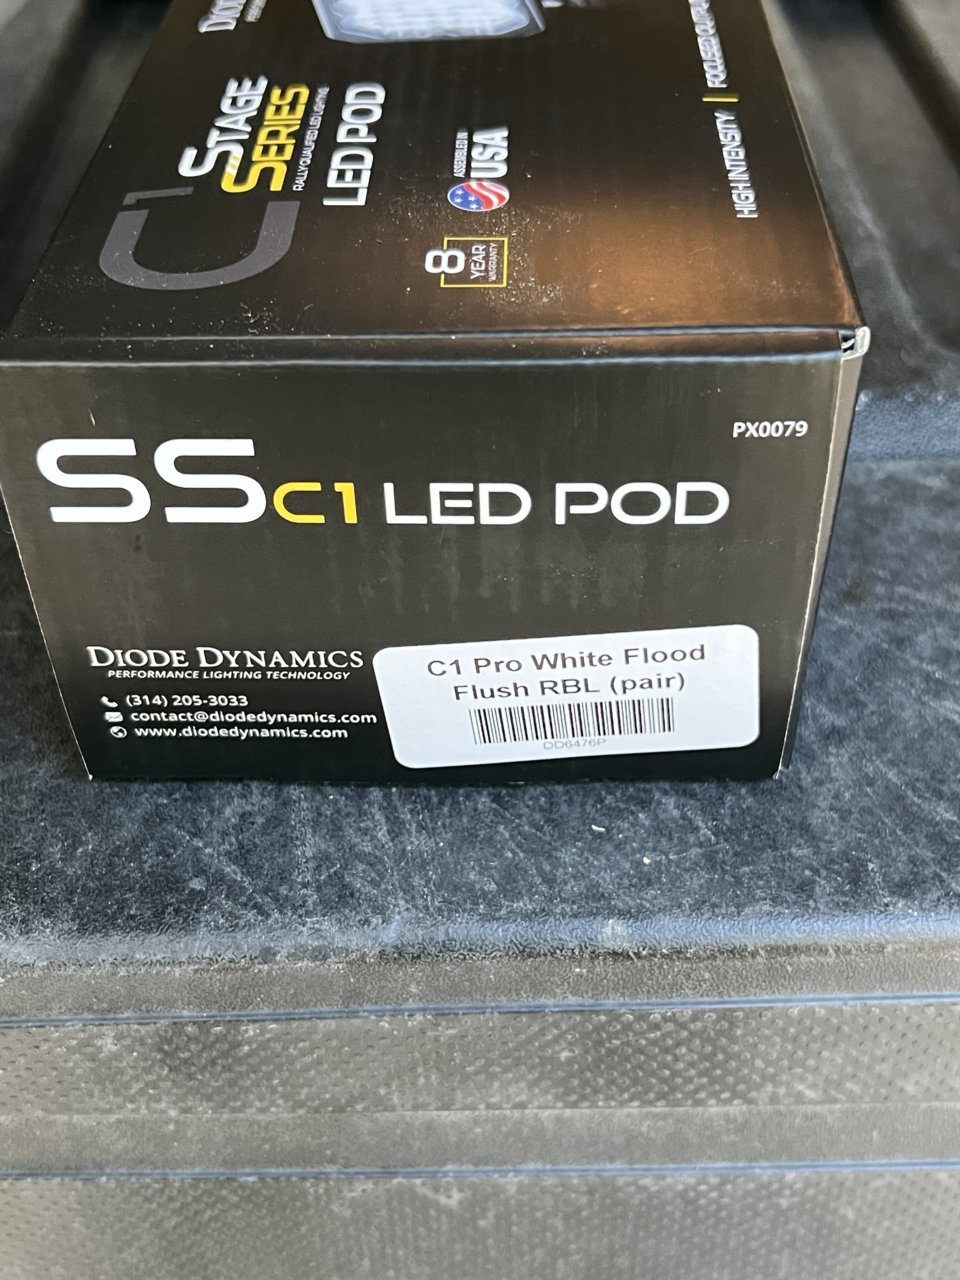 C1
STAGE
SERIES
RALLY QUALIFIED LED LIGHTING
LED POD
ASSEMBLED IN
USA
8
YEAR
WARRANTY
HIGH INTENSITY | FOCUSED
PX0079
SSC1 LED POD
DIODE DYNAMICS
PERFORMANCE LIGHTING TECHNOLOGY
(314) 205-3033
contact@diodedynamics.com
www.diodedynamics.com
C1 Pro White Flood
Flush RBL (pair)
DD6476P